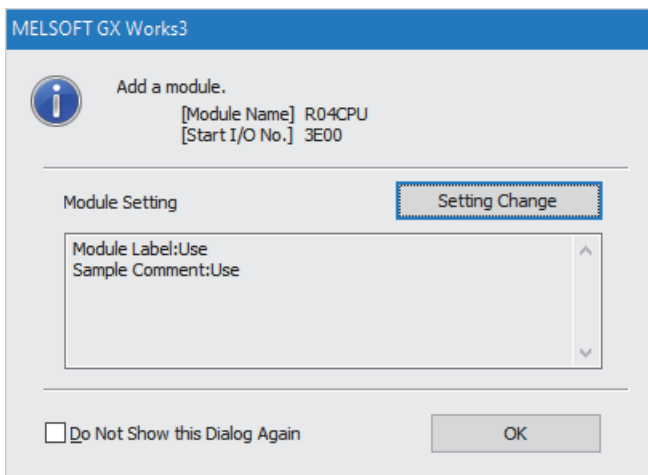 MELSOFT GX Works3
Add a module.
[Module Name] R04CPU
[Start I/O No.] 3E00
Module Setting
Setting Change
Module Label:Use
Sample Comment:Use
Do Not Show this Dialog Again
OK